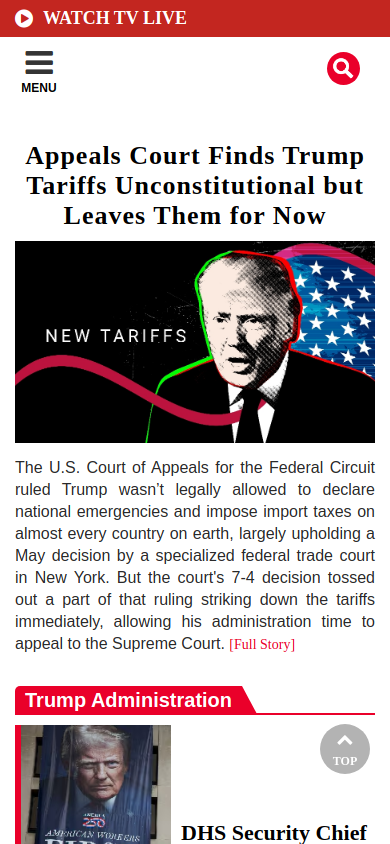 WATCH TV LIVE
MENU
Appeals Court Finds Trump
Tariffs Unconstitutional but
Leaves Them for Now
NEW TARIFFS
The U.S. Court of Appeals for the Federal Circuit
ruled Trump wasn’t legally allowed to declare
national emergencies and impose import taxes on
almost every country on earth, largely upholding a
May decision by a specialized federal trade court
in New York. But the court's 7-4 decision tossed
out a part of that ruling striking down the tariffs
immediately, allowing his administration time to
appeal to the Supreme Court. [Full Story]
Trump Administration
TOP
AMERICA
250
AMERICAN WORKERS
DHS Security Chief